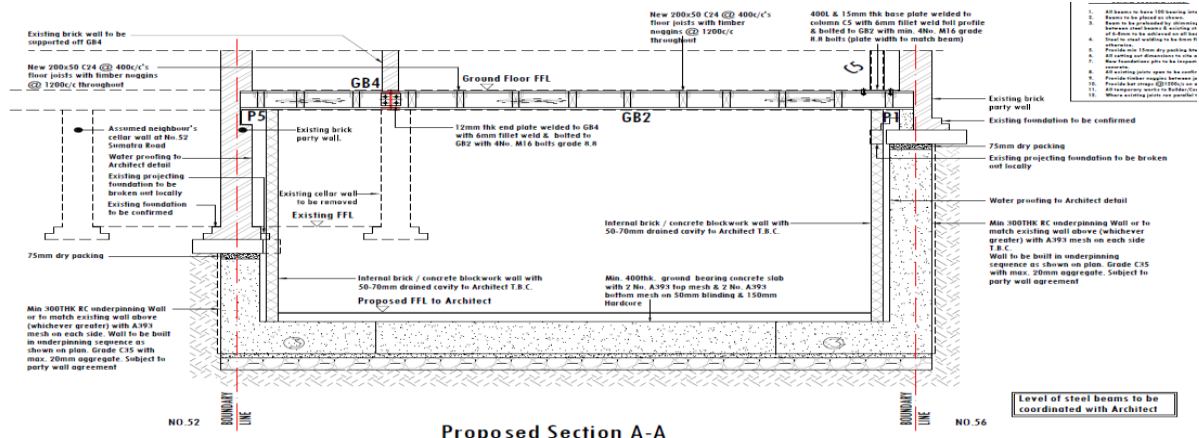 Existing brick wall to be
supported off GB4
New 200x50 C24 @ 400c/c's
floor joists with timber noggins
@ 1200c/c throughout
New 200x50 C24 @ 400c/c's
floor joists with timber
noggins @ 1200c/c
throughout
400L & 15mm thk base plate welded to
column C5 with 6mm fillet weld full profile
& bolted to GB2 with min. 4No. M16 grade
8.8 bolts (plate width to match beam)
1. All beams to have 100 bearing
2. Beams to be placed as shown.
GB4
Ground Floor FFL
C5
P5
GB2
P1
Assumed neighbour's
cellar wall at No.52
Sumatra Road
Water proofing to
Architect detail
Existing projecting
foundation to be
broken out locally
Existing foundation
to be confirmed
Existing brick
party wall.
12mm thk end plate welded to GB4
with 6mm fillet weld & bolted to
GB2 with 4No. M16 bolts grade 8.8
Existing cellar wall
to be removed
Existing FFL
75mm dry packing
Existing brick
party wall
Existing foundation to be confirmed
75mm dry packing
Existing projecting foundation to be broken
out locally
Water proofing to Architect detail
Internal brick / concrete blockwork wall with
50-70mm drained cavity to Architect T.B.C.
Min 300THK RC underpinning Wall or to
match existing wall above (whichever
greater) with A393 mesh on each side
T.B.C.
Wall to be built in underpinning
sequence as shown on plan. Grade C35
with max. 20mm aggregate. Subject to
party wall agreement
Internal brick / concrete blockwork wall with
50-70mm drained cavity to Architect T.B.C.
Proposed FFL to Architect
Min. 400thk. ground bearing concrete slab
with 2 No. A393 top mesh & 2 No. A393
bottom mesh on 50mm blinding & 150mm
Hardcore
Min 300THK RC underpinning Wall
or to match existing wall above
(whichever greater) with A393
mesh on each side. Wall to be built
in underpinning sequence as
shown on plan. Grade C35 with
max. 20mm aggregate. Subject to
party wall agreement
NO.52
BOUNDARY
LINE
Proposed Section A-A
BOUNDARY
LINE
NO.56
Level of steel beams to be
coordinated with Architect